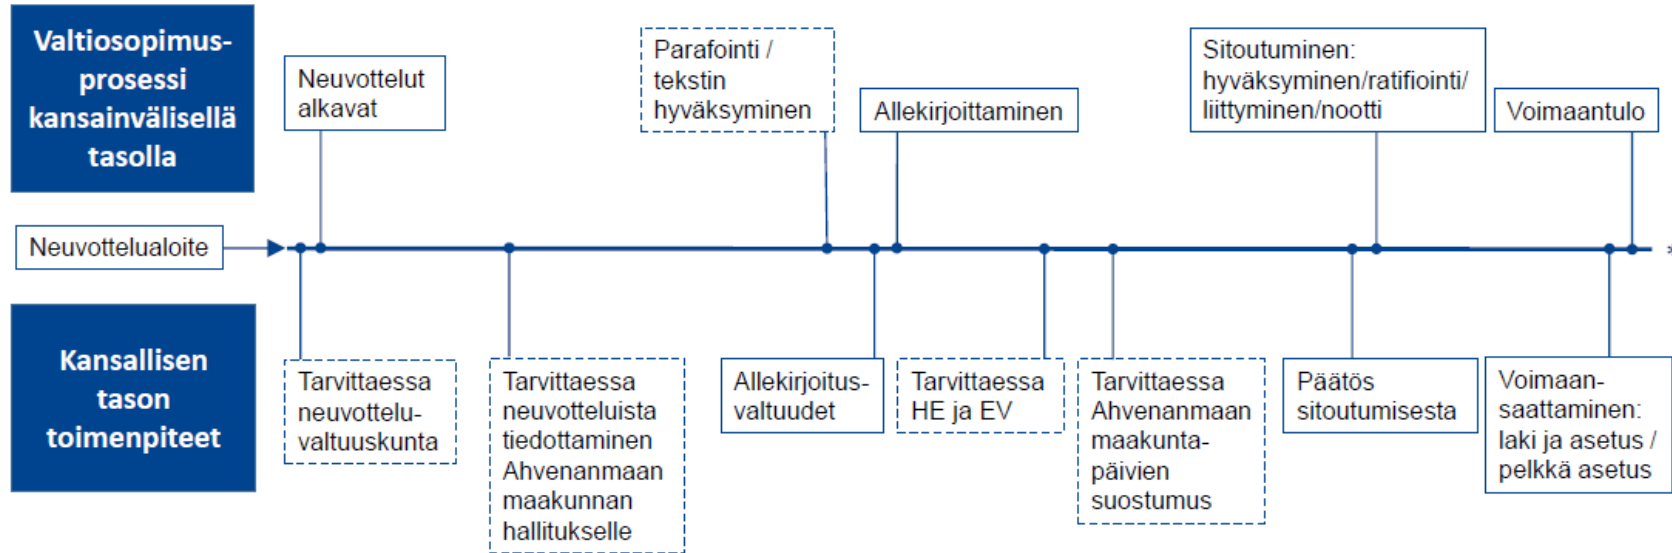 Valtiosopimus-
prosessi
kansainvälisellä
tasolla
Neuvottelut
alkavat
Parafointi /
tekstin
hyväksyminen
Allekirjoittaminen
Sitoutuminen:
hyväksyminen/ratifiointi/
liittyminen/nootti
Voimaantulo
Neuvottelualoite
Kansallisen
tason
toimenpiteet
Tarvittaessa
neuvottelu-
valtuuskunta
Tarvittaessa
neuvotteluista
tiedottaminen
Ahvenanmaan
maakunnan
hallitukselle
Allekirjoitus-
valtuudet
Tarvittaessa
HE ja EV
Tarvittaessa
Ahvenanmaan
maakunta-
päivien
suostumus
Päätös
sitoutumisesta
Voimaan-
saattaminen:
laki ja asetus /
pelkkä asetus